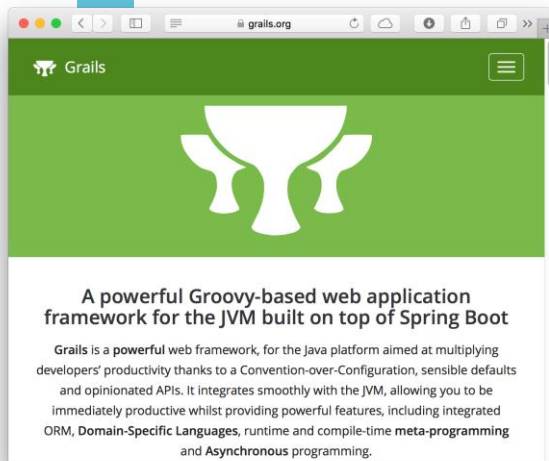 grails.org
Grails
A powerful Groovy-based web application
framework for the JVM built on top of Spring Boot
Grails is a powerful web framework, for the Java platform aimed at multiplying
developers' productivity thanks to a Convention-over-Configuration, sensible defaults
and opinionated APIs. It integrates smoothly with the JVM, allowing you to be
immediately productive whilst providing powerful features, including integrated
ORM, Domain-Specific Languages, runtime and compile-time meta-programming
and Asynchronous programming.